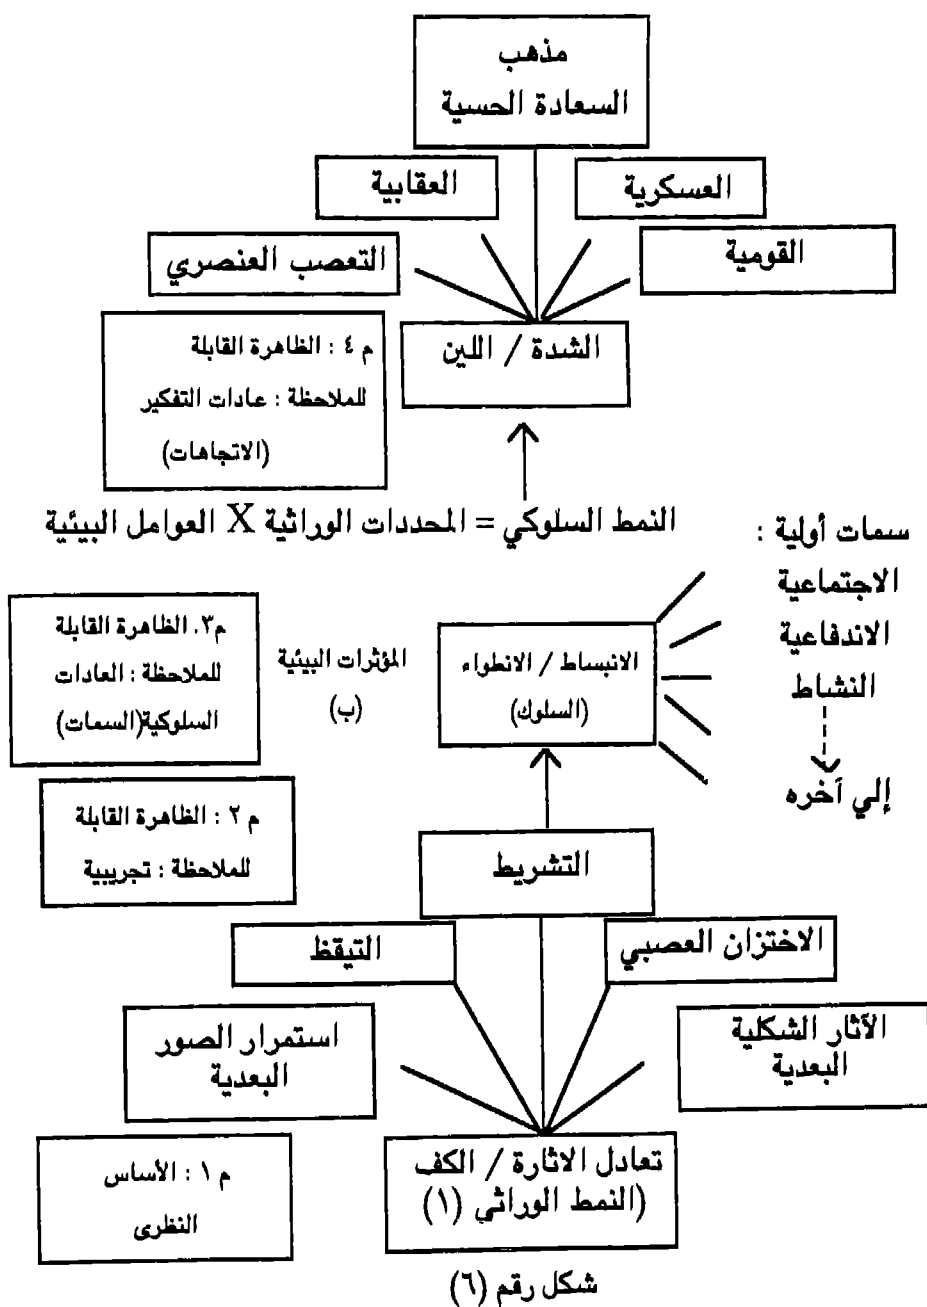 مذهب
السعادة الحسية
العسكرية
العقابية
القومية
التعصب العنصري
الشدة / اللين
م ٤ : الظاهرة القابلة
للملاحظة : عادات التفكير
(الاتجاهات)
النمط السلوكي = المحددات الوراثية X العوامل البيئية
سمات أولية :
الاجتماعية
الاندفاعية
النشاط
إلي آخره
الانبساط / الانطواء
(السلوك)
المؤثرات البيئية
(ب)
م٣. الظاهرة القابلة
للملاحظة : العادات
السلوكية(السمات)
م ٢ : الظاهرة القابلة
للملاحظة : تجريبية
التشريط
الاختزان العصبي
التيقظ
الآثار الشكلية
البعدية
استمرار الصور
البعدية
تعادل الاثارة / الكف
(النمط الوراثي (١)
م ١ : الأساس
النظرى
شكل رقم (٦)